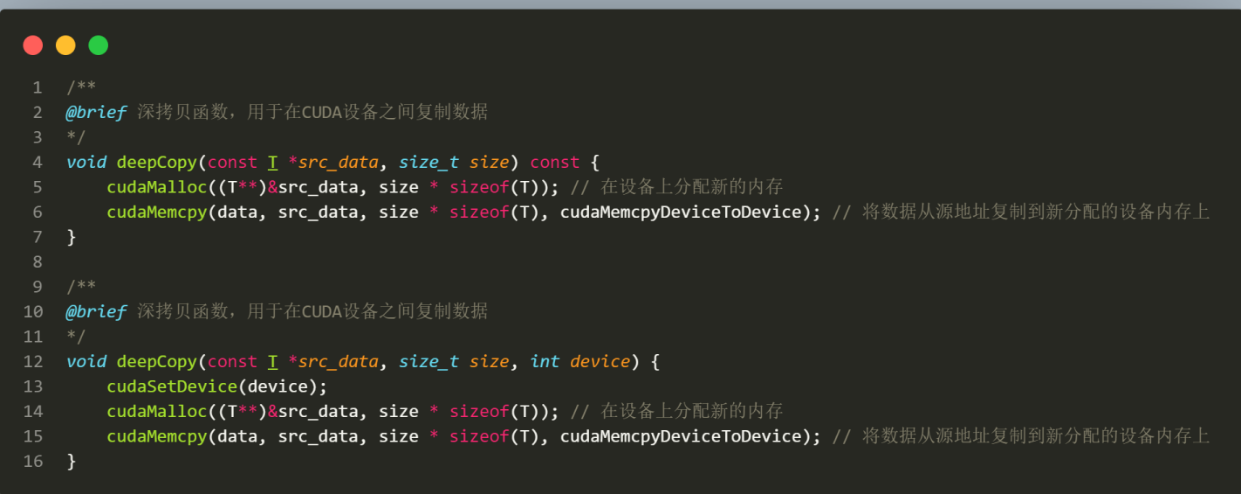 1 /**
2 @brief 深拷贝函数，用于在CUDA设备之间复制数据
3 */
4 void deepCopy(const T *src_data, size_t size) const {
5     cudaMalloc((T**)&src_data, size * sizeof(T)); // 在设备上分配新的内存
6     cudaMemcpy(data, src_data, size * sizeof(T), cudaMemcpyDeviceToDevice); // 将数据从源地址复制到新分配的设备内存上
7 }
8
9 /**
10 @brief 深拷贝函数，用于在CUDA设备之间复制数据
11 */
12 void deepCopy(const T *src_data, size_t size, int device) {
13     cudaSetDevice(device);
14     cudaMalloc((T**)&src_data, size * sizeof(T)); // 在设备上分配新的内存
15     cudaMemcpy(data, src_data, size * sizeof(T), cudaMemcpyDeviceToDevice); // 将数据从源地址复制到新分配的设备内存上
16 }